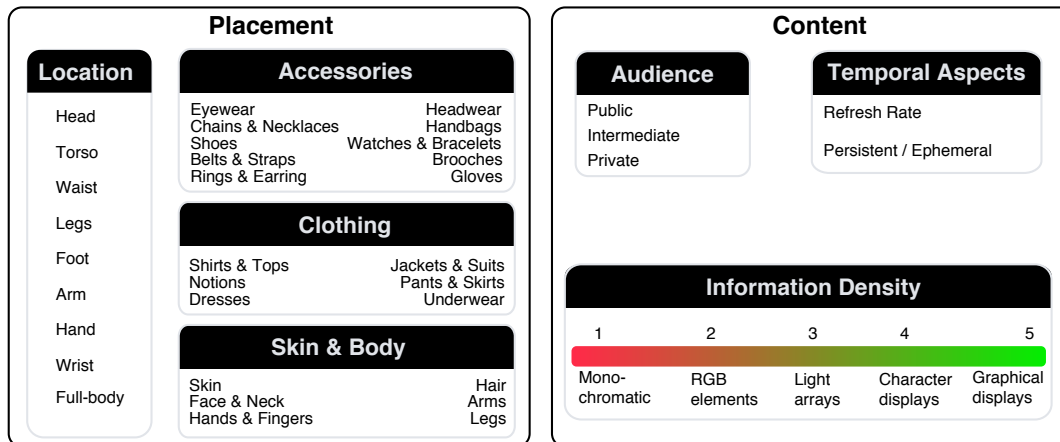 Placement
Location
Head
Torso
Waist
Legs
Foot
Arm
Hand
Wrist
Full-body
Accessories
Eyewear Headwear
Chains & Necklaces Handbags
Shoes Watches & Bracelets
Belts & Straps Brooches
Rings & Earring Gloves
Clothing
Shirts & Tops Jackets & Suits
Notions Pants & Skirts
Dresses Underwear
Skin & Body
Skin Hair
Face & Neck Arms
Hands & Fingers Legs
Content
Audience
Public
Intermediate
Private
Temporal Aspects
Refresh Rate
Persistent / Ephemeral
Information Density
1 2 3 4 5
Mono- RGB Light Character Graphical
chromatic elements arrays displays displays